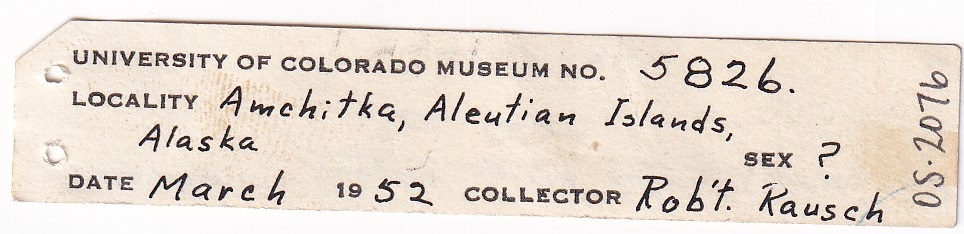 UNIVERSITY OF COLORADO MUSEUM NO. 5826.
LOCALITY Amchitka, Aleutian Islands,
Alaska
SEX ?
DATE March 1952 COLLECTOR Rob't. Rausch
OS·2076